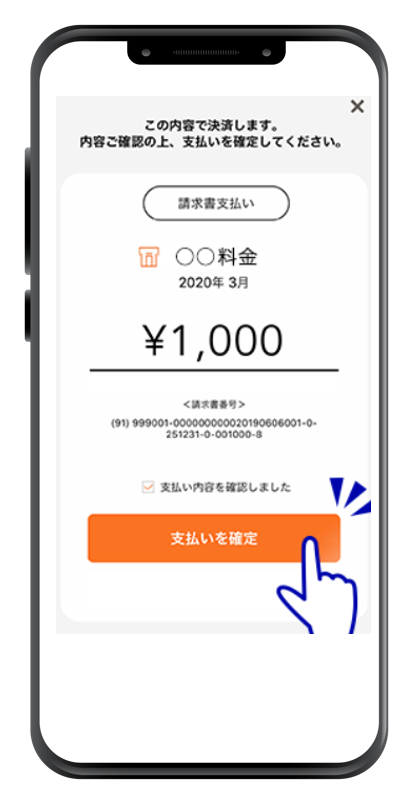 この内容で決済します。
内容ご確認の上、支払いを確定してください。
請求書支払い
〇〇料金
2020年 3月
¥1,000
<請求書番号>
(91) 999001-000000000020190606001-0-
251231-0-001000-8
支払い内容を確認しました
支払いを確定